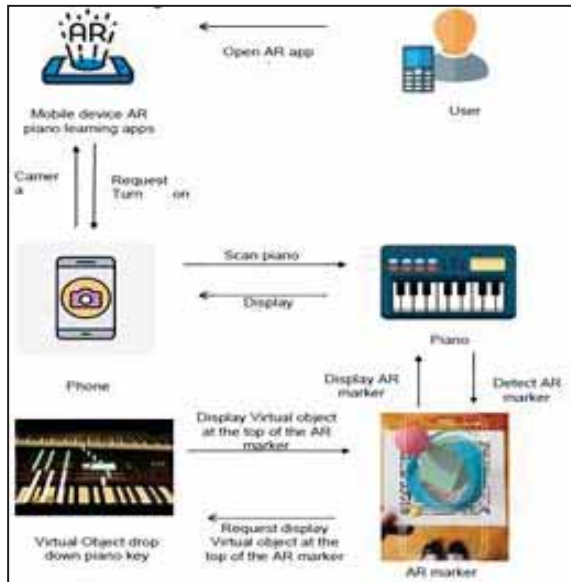 AR
Open AR app
Mobile device AR
piano learning apps
User
Camer
a
Request
Turn on
Scan piano
Display
Phone
Piano
Display AR
marker
Detect AR
marker
Display Virtual object
at the top of the AR
marker
Request display
Virtual object at the
top of the AR marker
Virtual Object drop
down piano key
AR marker